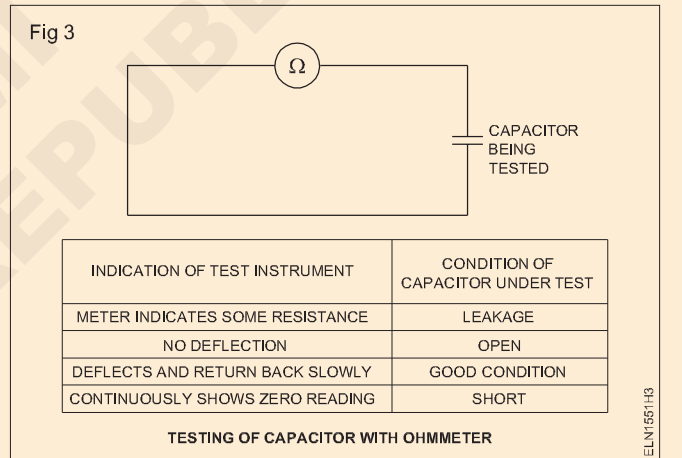 Fig 3
Ω
CAPACITOR
BEING
TESTED
INDICATION OF TEST INSTRUMENT
CONDITION OF
CAPACITOR UNDER TEST
METER INDICATES SOME RESISTANCE LEAKAGE
NO DEFLECTION OPEN
DEFLECTS AND RETURN BACK SLOWLY GOOD CONDITION
CONTINUOUSLY SHOWS ZERO READING SHORT
TESTING OF CAPACITOR WITH OHMMETER
ELN1551H3